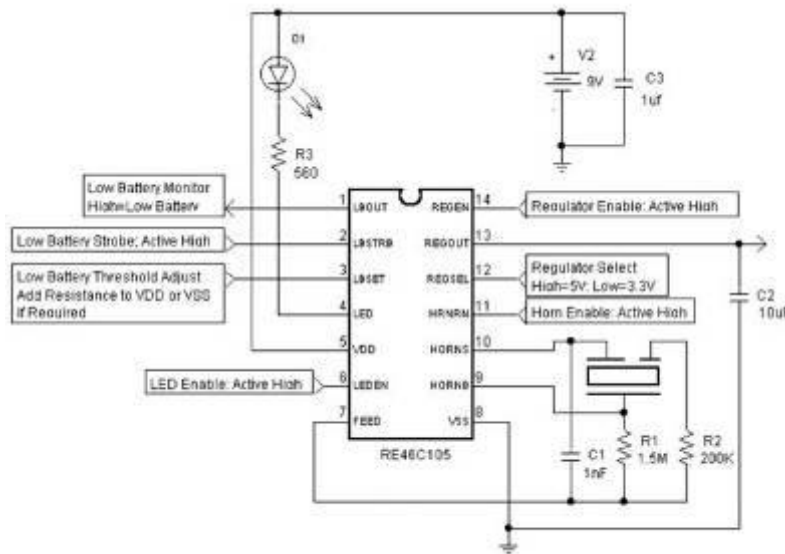 D1
V2
9V
C3
1uf
R3
560
Low Battery Monitor
High=Low Battery
Low Battery Strobe; Active High
Low Battery Threshold Adjust
Add Resistance to VDD or VSS
If Required
LED Enable: Active High
1 LBOUT
2 LBSTRB
3 LBSET
4 LED
5 VDD
6 LEDEN
7 FEED
REGEN 14
REGOUT 13
REGSEL 12
HRNRN 11
HORNS 10
HORNB 9
VSS 8
RE46C105
Regulator Enable: Active High
Regulator Select
High=5V; Low=3.3V
Horn Enable: Active High
C2
10uf
C1
1nF
R1
1.5M
R2
200K